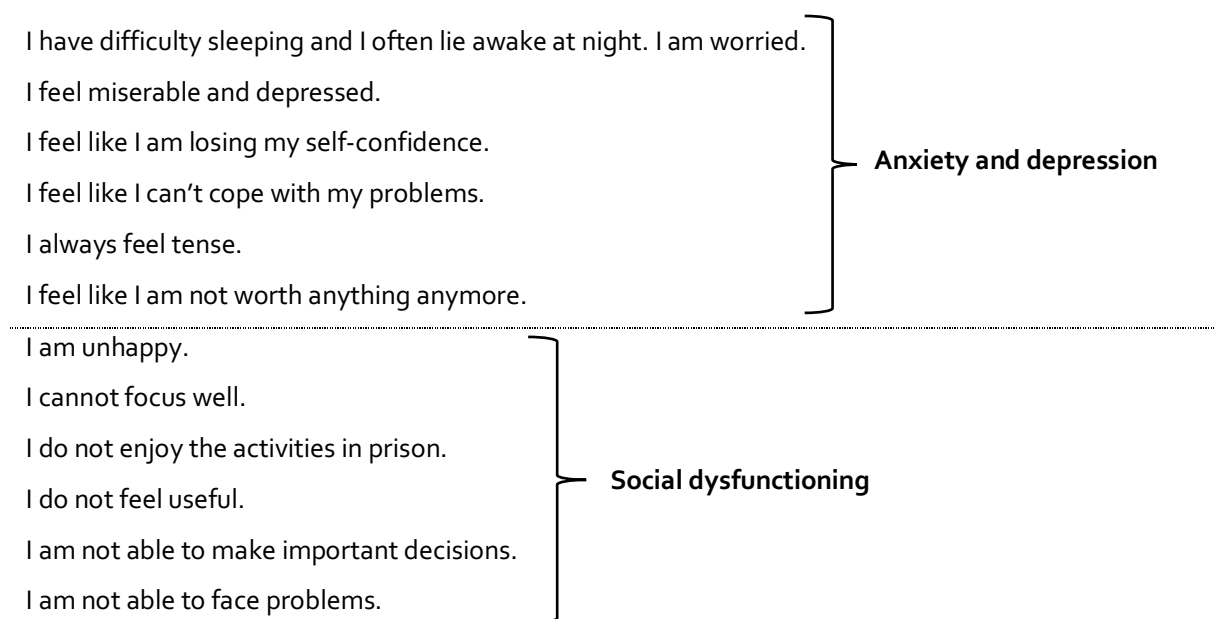 I have difficulty sleeping and I often lie awake at night. I am worried.
I feel miserable and depressed.
I feel like I am losing my self-confidence.
I feel like I can’t cope with my problems.
I always feel tense.
I feel like I am not worth anything anymore.
Anxiety and depression
I am unhappy.
I cannot focus well.
I do not enjoy the activities in prison.
I do not feel useful.
I am not able to make important decisions.
I am not able to face problems.
Social dysfunctioning